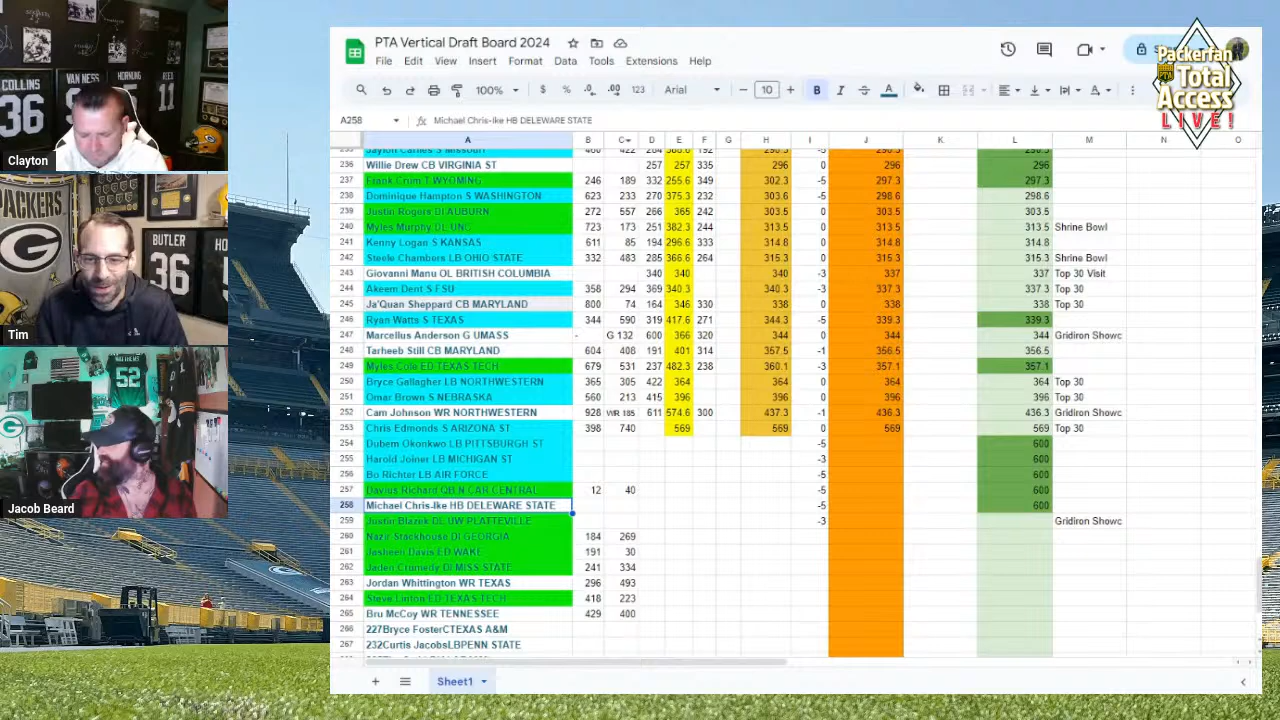 COLLINS
36
VAN NESS
HORNUNG
REED
11
Clayton
PACKERS
G
BUTLER
36
Tim
52
Jacob Beard
PTA Vertical Draft Board 2024
File Edit View Insert Format Data Tools Extensions Help
100% $ % .0 .00 123 Arial 10 B I A
A258 fx Michael Chris-Ike HB DELEWARE STATE
A B C D E F G H I J K L M N O
236 Willie Drew CB VIRGINIA ST 257 257 335 296 0 296 296
237 Frank Crum T WYOMING 246 189 332 255.6 349 302.3 -5 297.3 297.3
238 Dominique Hampton S WASHINGTON 623 233 270 375.3 232 303.6 -5 298.6 298.6
239 Justin Rogers DI AUBURN 272 557 266 365 242 303.5 0 303.5 303.5
240 Myles Murphy DL UNC 723 173 251 382.3 244 313.5 0 313.5 313.5 Shrine Bowl
241 Kenny Logan S KANSAS 611 85 194 296.6 333 314.8 0 314.8 314.8
242 Steele Chambers LB OHIO STATE 332 483 285 366.6 264 315.3 0 315.3 315.3 Shrine Bowl
243 Giovanni Manu OL BRITISH COLUMBIA 340 340 340 -3 337 337 Top 30 Visit
244 Akeem Dent S FSU 358 294 369 340.3 340.3 -3 337.3 337.3 Top 30
245 Ja'Quan Sheppard CB MARYLAND 800 74 164 346 330 338 0 338 338 Top 30
246 Ryan Watts S TEXAS 344 590 319 417.6 271 344.3 -5 339.3 339.3
247 Marcellus Anderson G UMASS - G 132 600 366 320 344 0 344 344 Gridiron Showc
248 Tarheeb Still CB MARYLAND 604 408 191 401 314 357.5 -1 356.5 356.5
249 Myles Cole ED TEXAS TECH 679 531 237 482.3 238 360.1 -3 357.1 357.1
250 Bryce Gallagher LB NORTHWESTERN 365 305 422 364 364 0 364 364 Top 30
251 Omar Brown S NEBRASKA 560 213 415 396 396 0 396 396 Top 30
252 Cam Johnson WR NORTHWESTERN 928 WR 185 611 574.6 300 437.3 -1 436.3 436.3 Gridiron Showc
253 Chris Edmonds S ARIZONA ST 398 740 569 569 0 569 569 Top 30
254 Dubem Okonkwo LB PITTSBURGH ST -5 600
255 Harold Joiner LB MICHIGAN ST -3 600
256 Bo Richter LB AIR FORCE -5 600
257 Davius Richard QB N CAR CENTRAL 12 40 -5 600
258 Michael Chris-Ike HB DELEWARE STATE -5 600
259 Justin Blazek DL UW PLATTEVILLE -3 Gridiron Showc
260 Nazir Stackhouse DI GEORGIA 184 269
261 Jasheen Davis ED WAKE 191 30
262 Jaden Crumedy DI MISS STATE 241 334
263 Jordan Whittington WR TEXAS 296 493
264 Steve Linton ED TEXAS TECH 418 223
265 Bru McCoy WR TENNESSEE 429 400
266 227Bryce FosterCTEXAS A&M
267 232Curtis JacobsLBPENN STATE
Sheet1
Packerfan
Total
Access
LIVE!